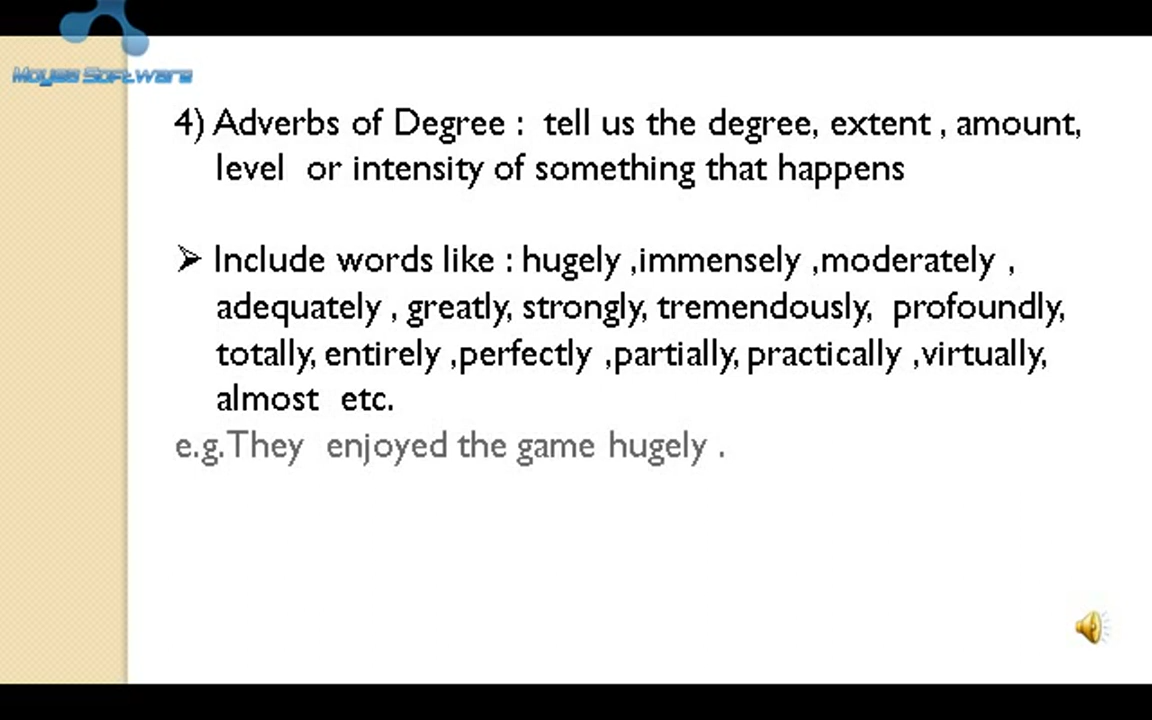 Moyea Software
4) Adverbs of Degree :  tell us the degree, extent , amount,
level  or intensity of something that happens
➢ Include words like : hugely ,immensely ,moderately ,
adequately , greatly, strongly, tremendously,  profoundly,
totally, entirely ,perfectly ,partially, practically ,virtually,
almost  etc.
e.g.They  enjoyed the game hugely .